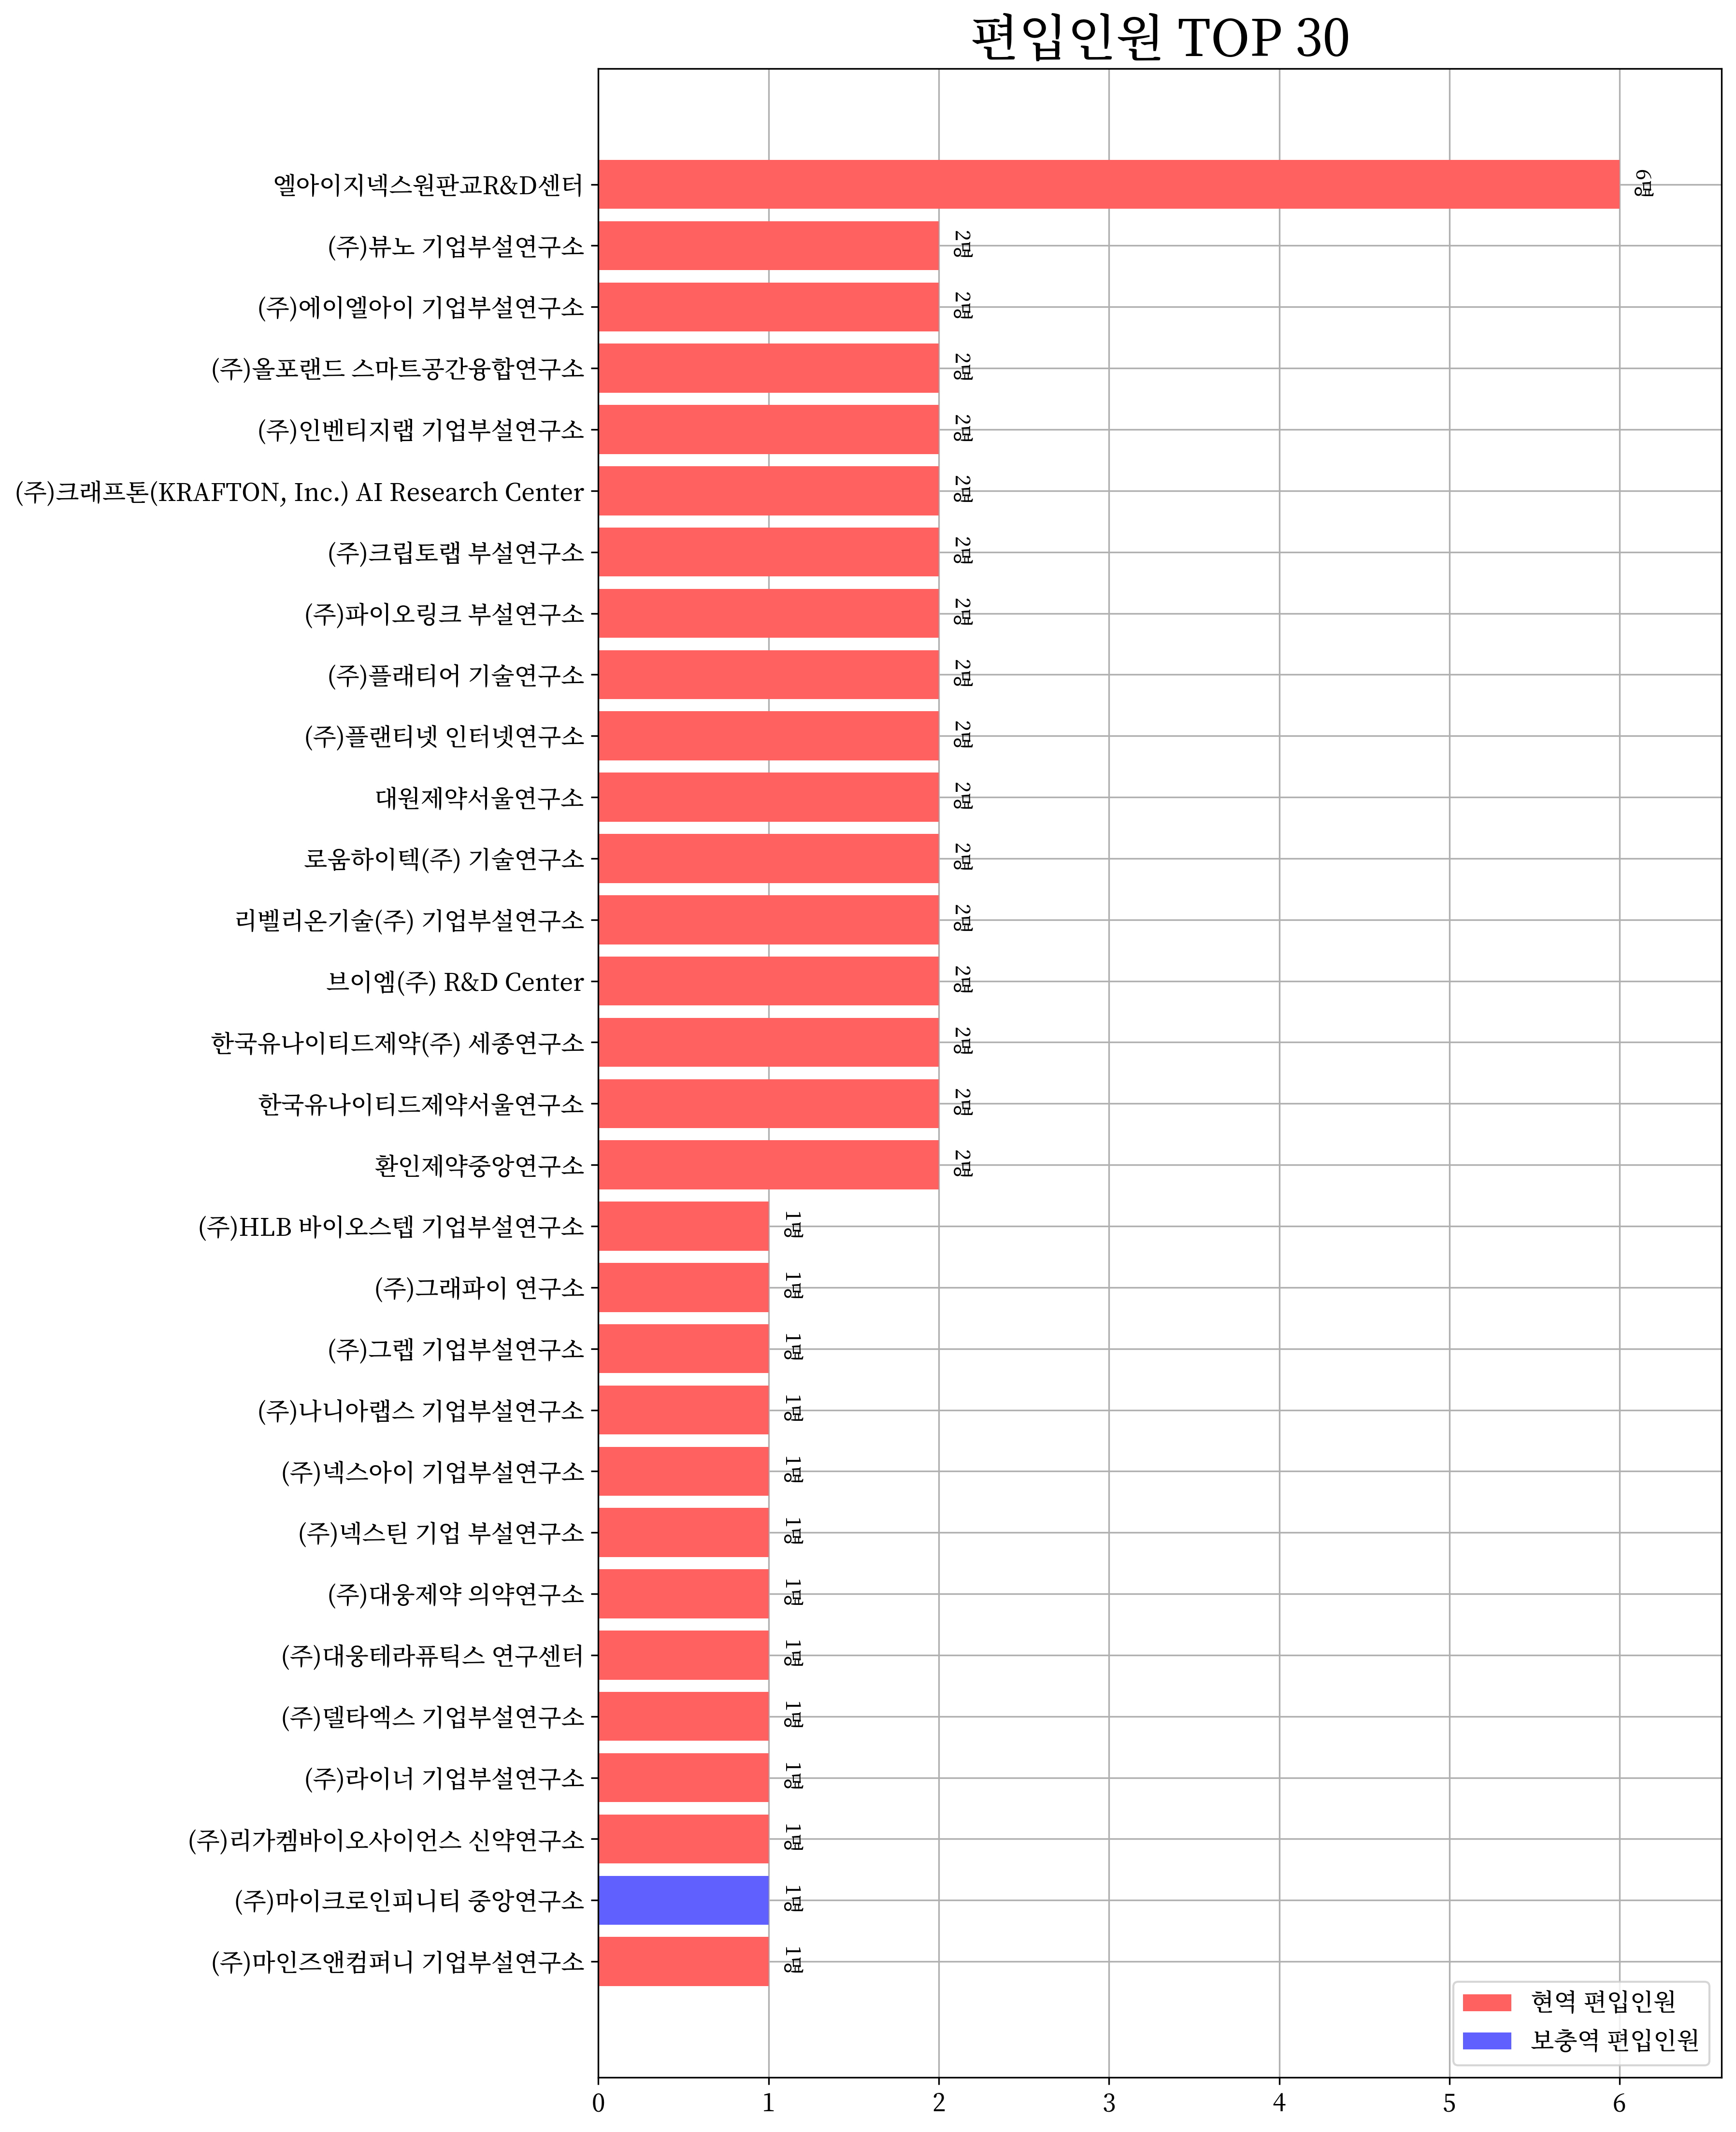 편입인원 TOP 30
엘아이지넥스원판교R&D센터 6명
(주)뷰노 기업부설연구소 2명
(주)에이엘아이 기업부설연구소 2명
(주)올포랜드 스마트공간융합연구소 2명
(주)인벤티지랩 기업부설연구소 2명
(주)크래프톤(KRAFTON, Inc.) AI Research Center 2명
(주)크립토랩 부설연구소 2명
(주)파이오링크 부설연구소 2명
(주)플래티어 기술연구소 2명
(주)플랜티넷 인터넷연구소 2명
대원제약서울연구소 2명
로움하이텍(주) 기술연구소 2명
리벨리온기술(주) 기업부설연구소 2명
브이엠(주) R&D Center 2명
한국유나이티드제약(주) 세종연구소 2명
한국유나이티드제약서울연구소 2명
환인제약중앙연구소 2명
(주)HLB 바이오스텝 기업부설연구소 1명
(주)그래파이 연구소 1명
(주)그렙 기업부설연구소 1명
(주)나니아랩스 기업부설연구소 1명
(주)넥스아이 기업부설연구소 1명
(주)넥스틴 기업 부설연구소 1명
(주)대웅제약 의약연구소 1명
(주)대웅테라퓨틱스 연구센터 1명
(주)델타엑스 기업부설연구소 1명
(주)라이너 기업부설연구소 1명
(주)리가켐바이오사이언스 신약연구소 1명
(주)마이크로인피니티 중앙연구소 1명
(주)마인즈앤컴퍼니 기업부설연구소 1명
현역 편입인원
보충역 편입인원
0 1 2 3 4 5 6